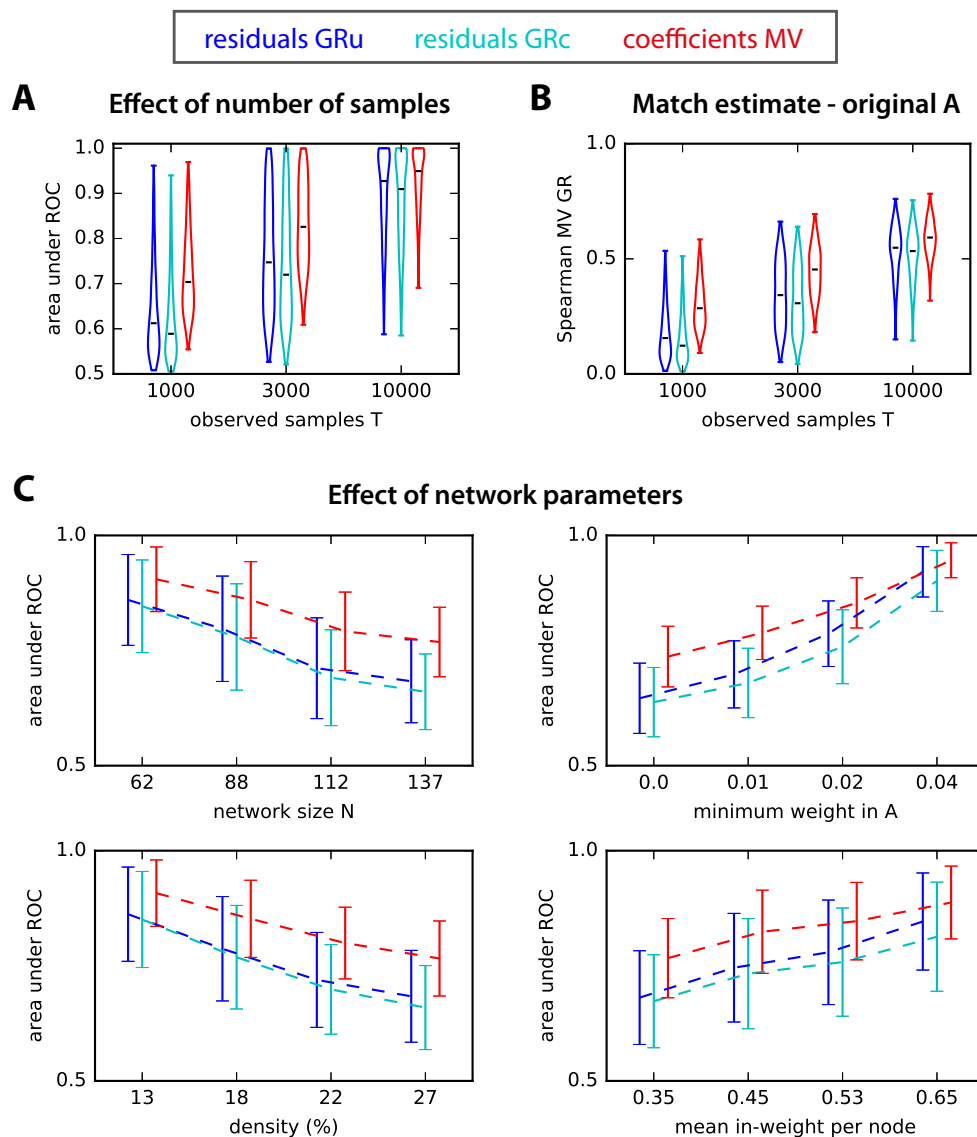 residuals GRu residuals GRc coefficients MV
A Effect of number of samples
1.0
0.9
0.8
0.7
0.6
0.5
area under ROC
1000 3000 10000
observed samples T
B Match estimate - original A
1.0
0.5
0.0
Spearman MV GR
1000 3000 10000
observed samples T
C Effect of network parameters
1.0
0.5
area under ROC
62 88 112 137
network size N
1.0
0.5
area under ROC
0.0 0.01 0.02 0.04
minimum weight in A
1.0
0.5
area under ROC
13 18 22 27
density (%)
1.0
0.5
area under ROC
0.35 0.45 0.53 0.65
mean in-weight per node